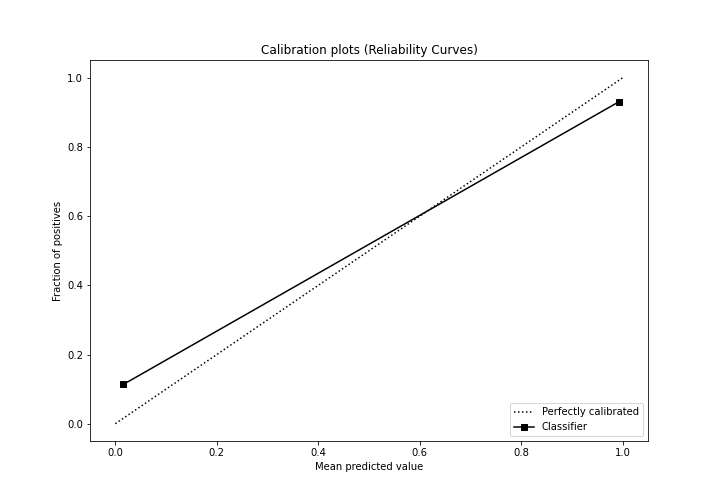 Calibration plots (Reliability Curves)
1.0
0.8
0.6
0.4
0.2
0.0
Fraction of positives
0.0 0.2 0.4 0.6 0.8 1.0
Mean predicted value
Perfectly calibrated
Classifier